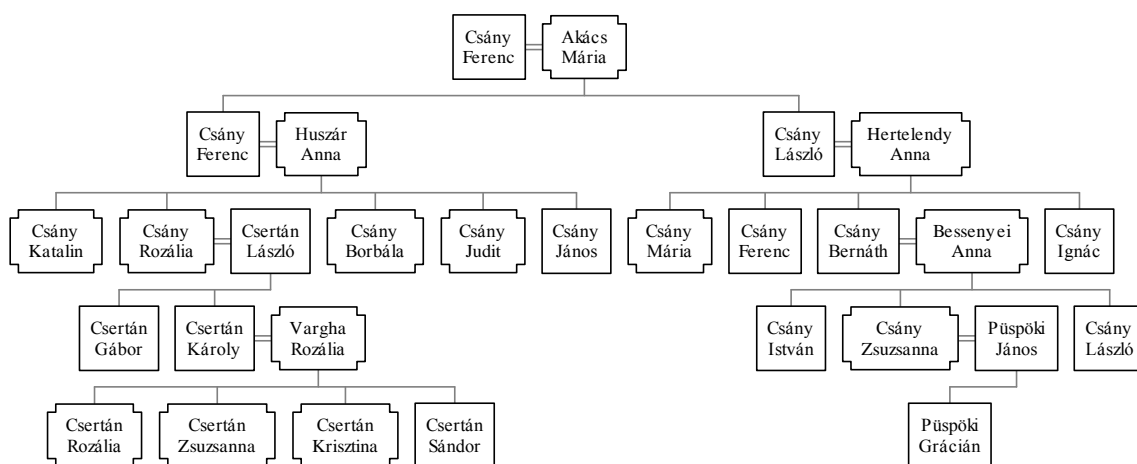 Csány
Ferenc
Akács
Mária
Csány
Ferenc
Huszár
Anna
Csány
László
Hertelendy
Anna
Csány
Katalin
Csány
Rozália
Csertán
László
Csány
Borbála
Csány
Judit
Csány
János
Csány
Mária
Csány
Ferenc
Csány
Bernáth
Bessenyei
Anna
Csány
Ignác
Csertán
Gábor
Csertán
Károly
Vargha
Rozália
Csány
István
Csány
Zsuzsanna
Püspöki
János
Csány
László
Csertán
Rozália
Csertán
Zsuzsanna
Csertán
Krisztina
Csertán
Sándor
Püspöki
Grácián